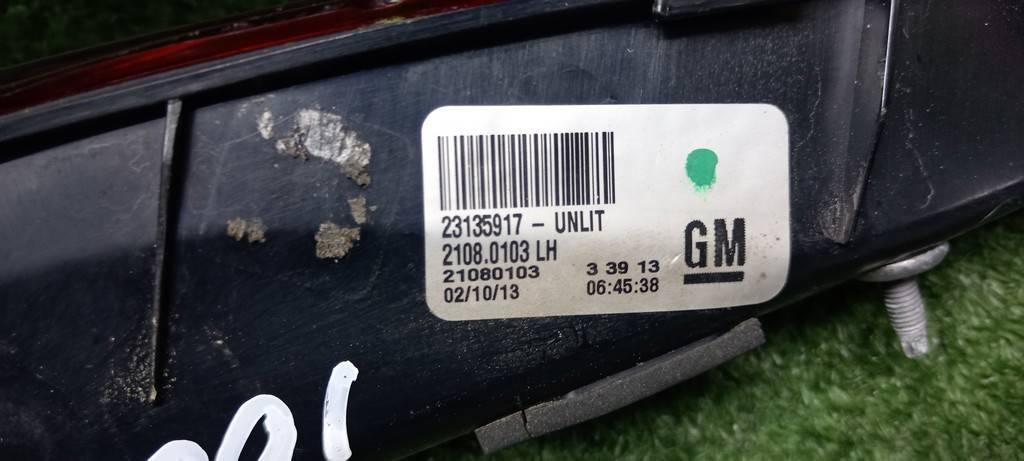 23135917 - UNLIT
2108.0103 LH
21080103 3 39 13
02/10/13 06:45:38
GM